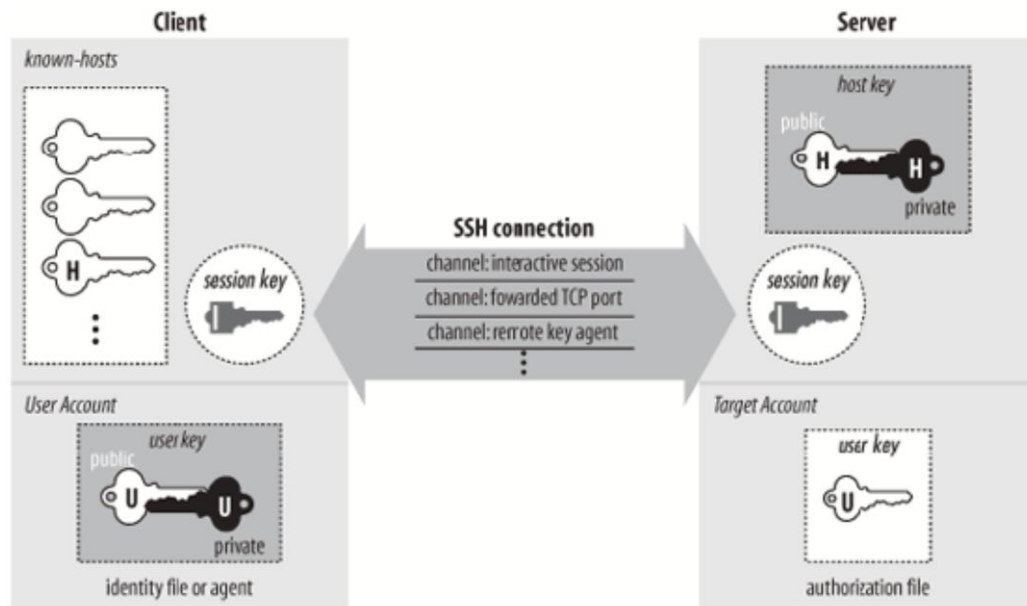 Client
known-hosts
H
session key
User Account
user key
public
U
U
private
identity file or agent
SSH connection
channel: interactive session
channel: fowarded TCP port
channel: remote key agent
Server
host key
public
H
H
private
session key
Target Account
user key
U
authorization file